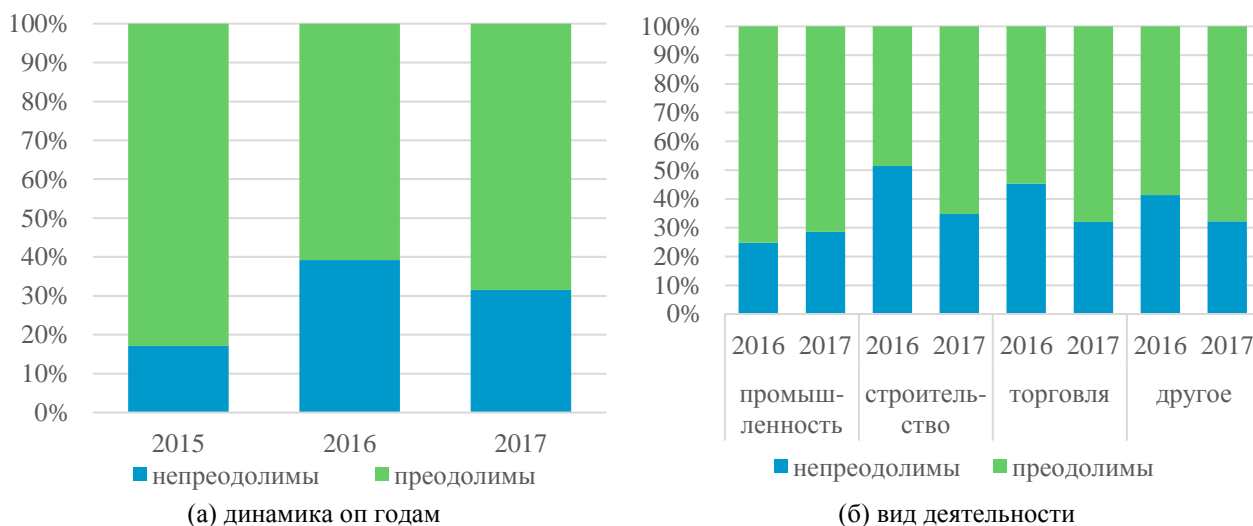 100%
90%
80%
70%
60%
50%
40%
30%
20%
10%
0%
2015 2016 2017
непреодолимы преодолимы
(а) динамика оп годам
100%
90%
80%
70%
60%
50%
40%
30%
20%
10%
0%
2016 2017 2016 2017 2016 2017 2016 2017
промыш- строитель- торговля другое
ленность ство
непреодолимы преодолимы
(б) вид деятельности